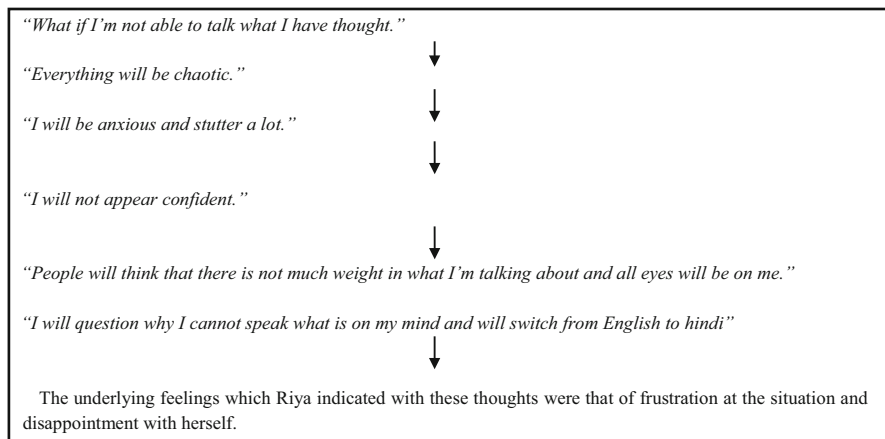 “What if I’m not able to talk what I have thought.”
“Everything will be chaotic.”
“I will be anxious and stutter a lot.”
“I will not appear confident.”
“People will think that there is not much weight in what I’m talking about and all eyes will be on me.”
“I will question why I cannot speak what is on my mind and will switch from English to hindi”
The underlying feelings which Riya indicated with these thoughts were that of frustration at the situation and
disappointment with herself.